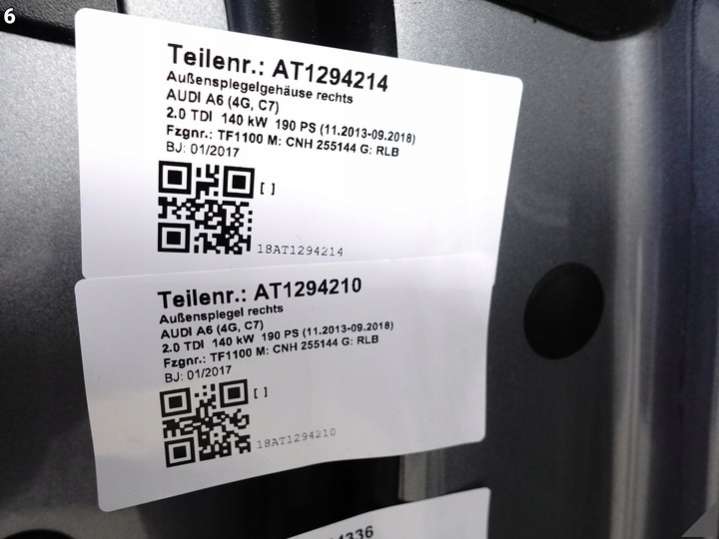 6
Teilenr.: AT1294214
Außenspiegelgehäuse rechts
AUDI A6 (4G, C7)
2.0 TDI 140 kW 190 PS (11.2013-09.2018)
Fzgnr.: TF1100 M: CNH 255144 G: RLB
BJ: 01/2017
[ ]
18AT1294214
Teilenr.: AT1294210
Außenspiegel rechts
AUDI A6 (4G, C7)
2.0 TDI 140 kW 190 PS (11.2013-09.2018)
Fzgnr.: TF1100 M: CNH 255144 G: RLB
BJ: 01/2017
[ ]
18AT1294210